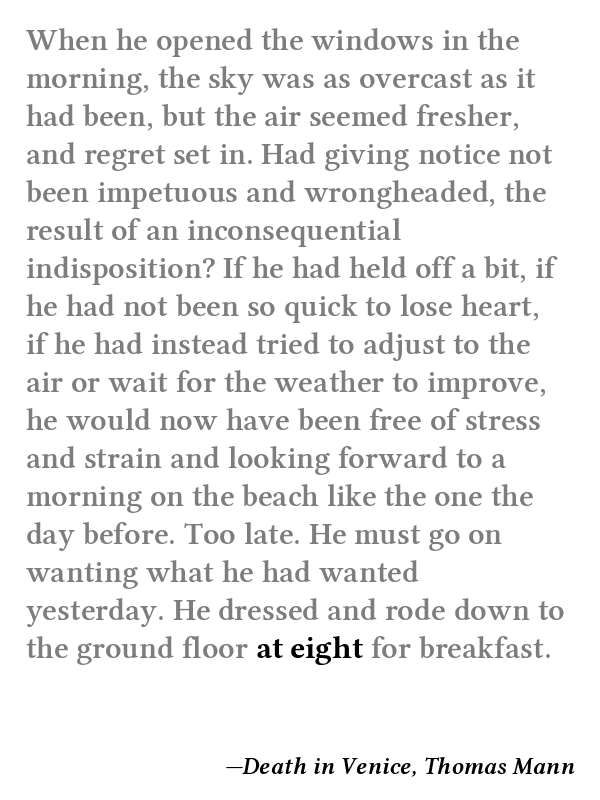 When he opened the windows in the
morning, the sky was as overcast as it
had been, but the air seemed fresher,
and regret set in. Had giving notice not
been impetuous and wrongheaded, the
result of an inconsequential
indisposition? If he had held off a bit, if
he had not been so quick to lose heart,
if he had instead tried to adjust to the
air or wait for the weather to improve,
he would now have been free of stress
and strain and looking forward to a
morning on the beach like the one the
day before. Too late. He must go on
wanting what he had wanted
yesterday. He dressed and rode down to
the ground floor at eight for breakfast.
—Death in Venice, Thomas Mann